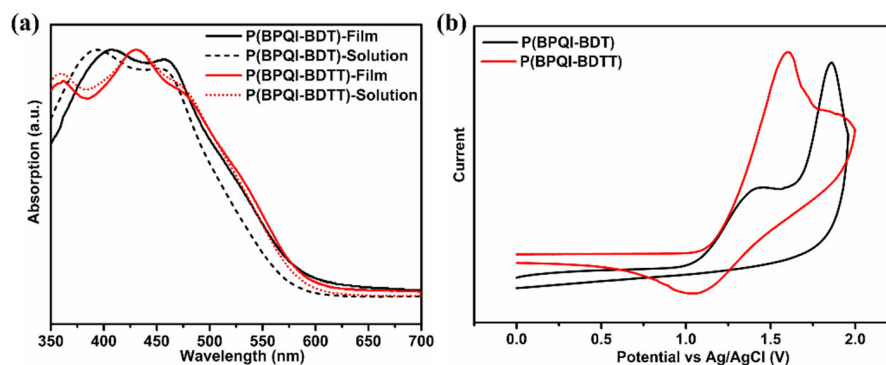 (a)
P(BPQI-BDT)-Film
P(BPQI-BDT)-Solution
P(BPQI-BDTT)-Film
P(BPQI-BDTT)-Solution
Absorption (a.u.)
350 400 450 500 550 600 650 700
Wavelength (nm)
(b)
P(BPQI-BDT)
P(BPQI-BDTT)
Current
0.0 0.5 1.0 1.5 2.0
Potential vs Ag/AgCl (V)